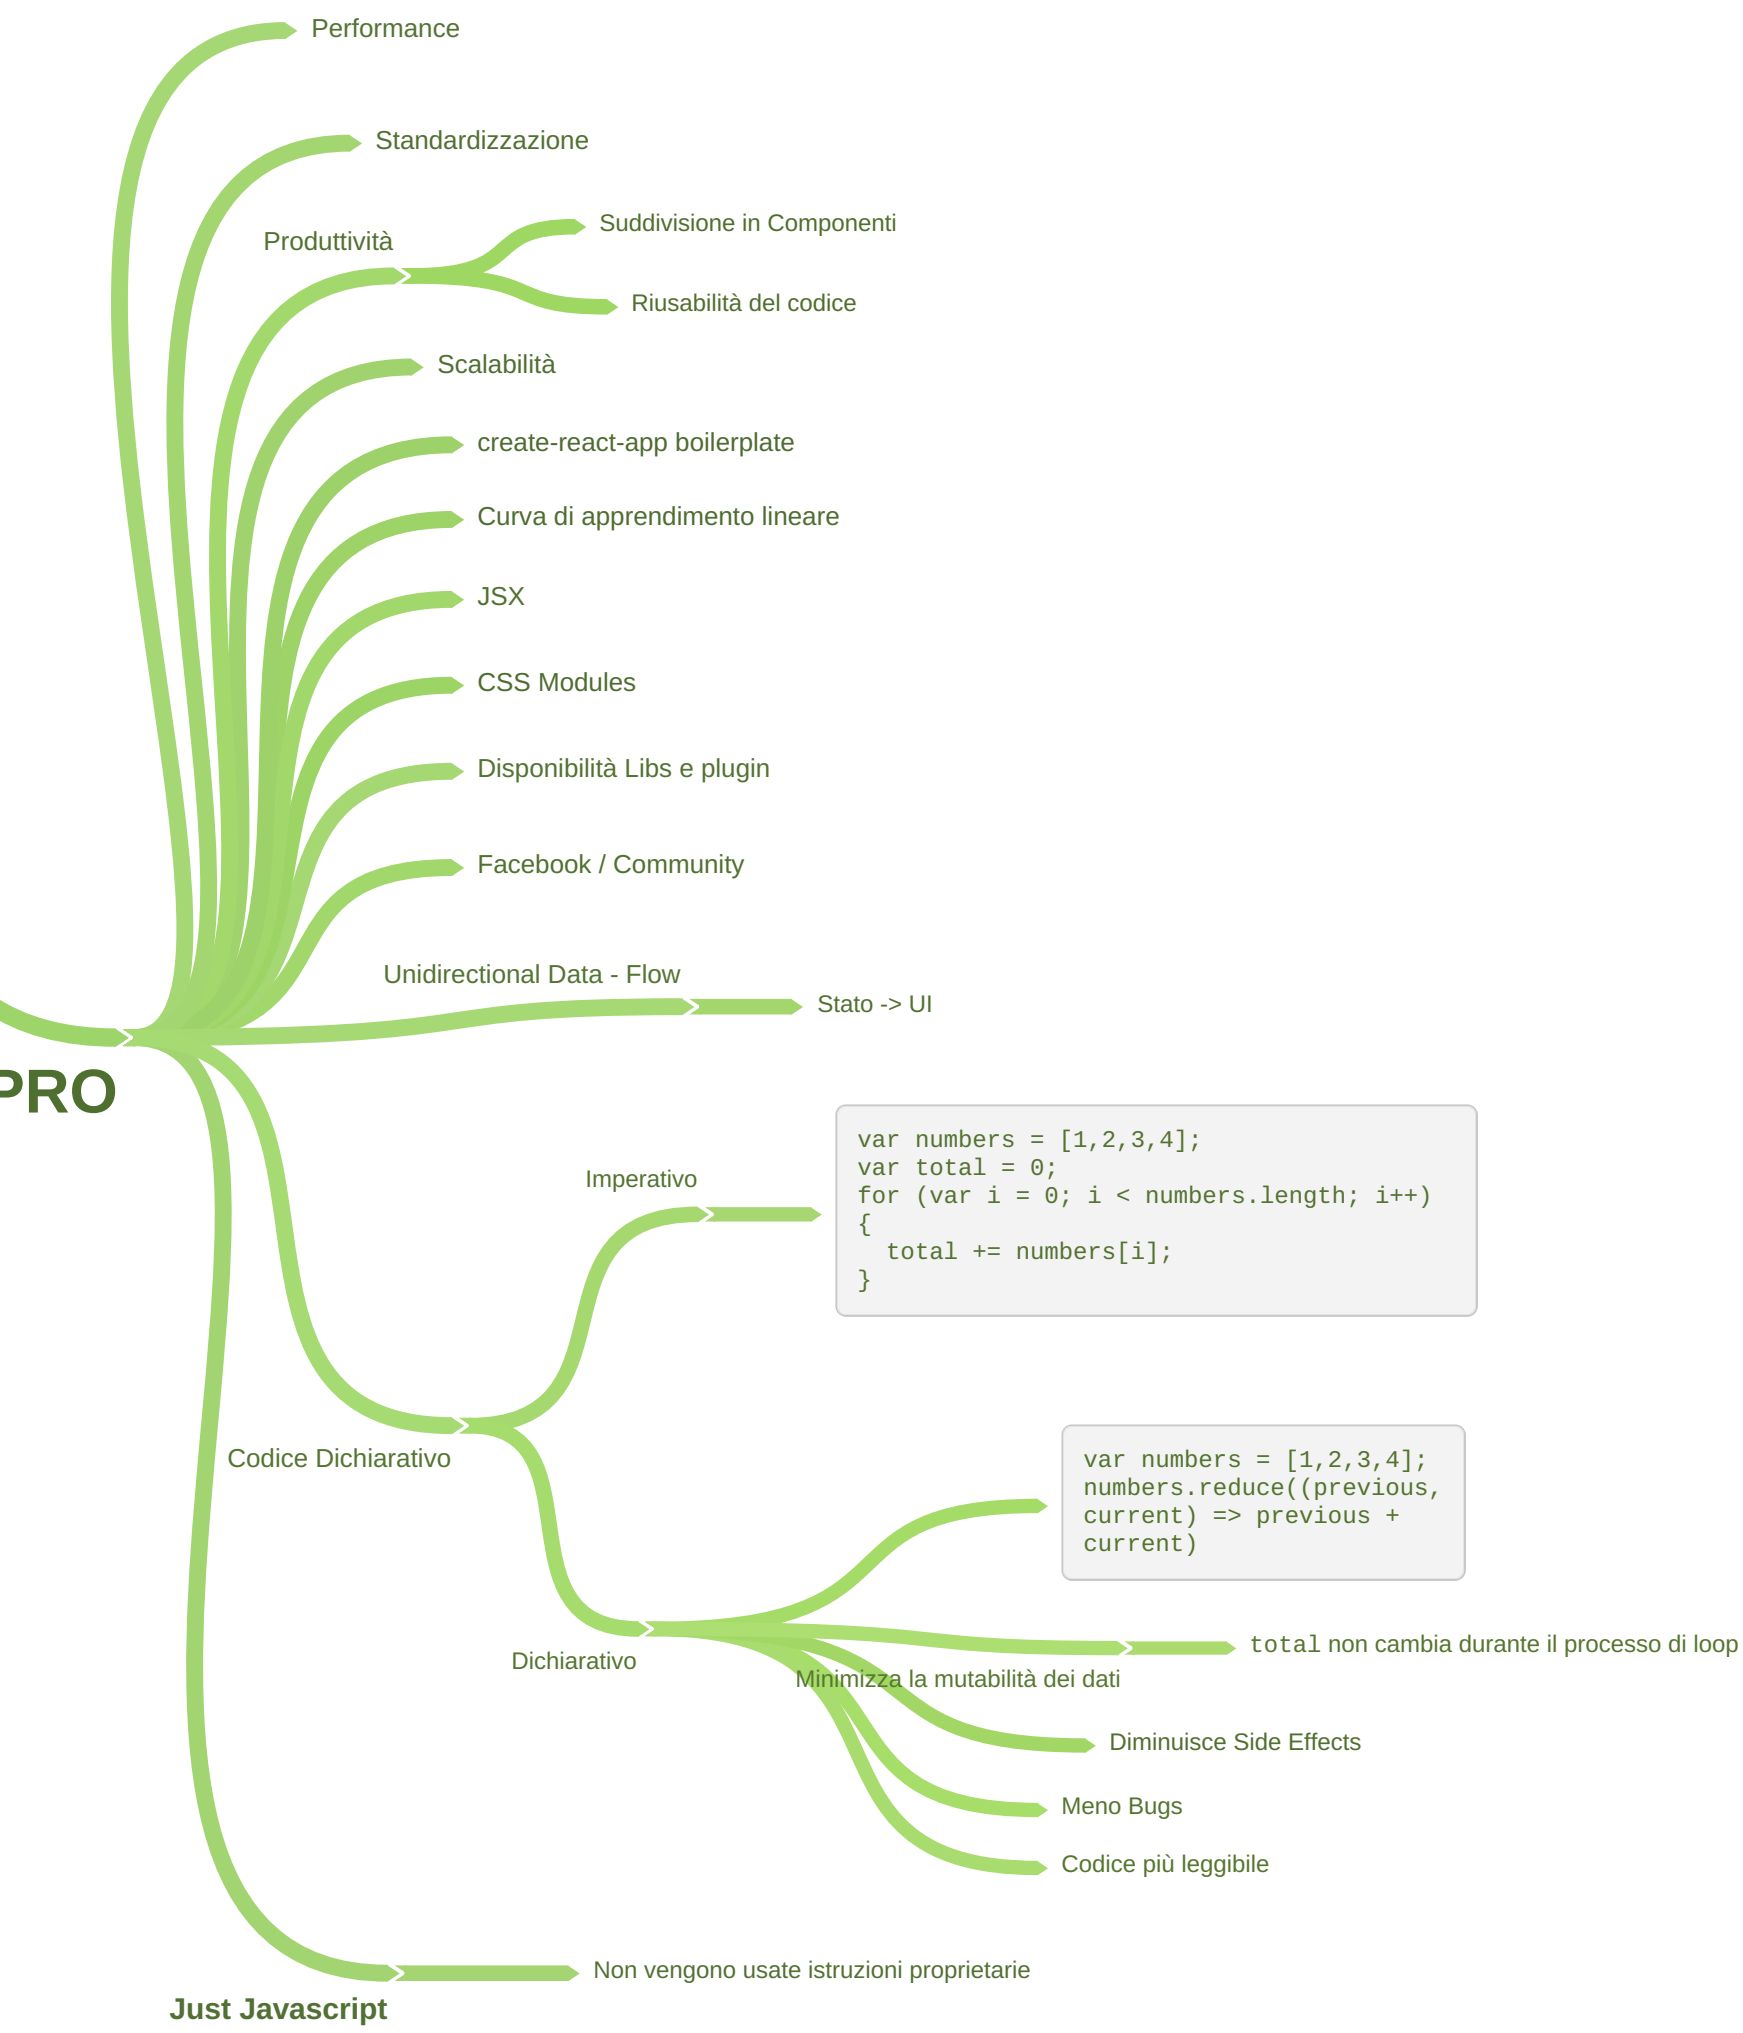 Performance
Standardizzazione
Produttività
Suddivisione in Componenti
Riusabilità del codice
Scalabilità
create-react-app boilerplate
Curva di apprendimento lineare
JSX
CSS Modules
Disponibilità Libs e plugin
Facebook / Community
Unidirectional Data - Flow
Stato -> UI
PRO
Imperativo
var numbers = [1,2,3,4];
var total = 0;
for (var i = 0; i < numbers.length; i++)
{
  total += numbers[i];
}
Codice Dichiarativo
Dichiarativo
var numbers = [1,2,3,4];
numbers.reduce((previous,
current) => previous +
current)
Minimizza la mutabilità dei dati
total non cambia durante il processo di loop
Diminuisce Side Effects
Meno Bugs
Codice più leggibile
Just Javascript
Non vengono usate istruzioni proprietarie